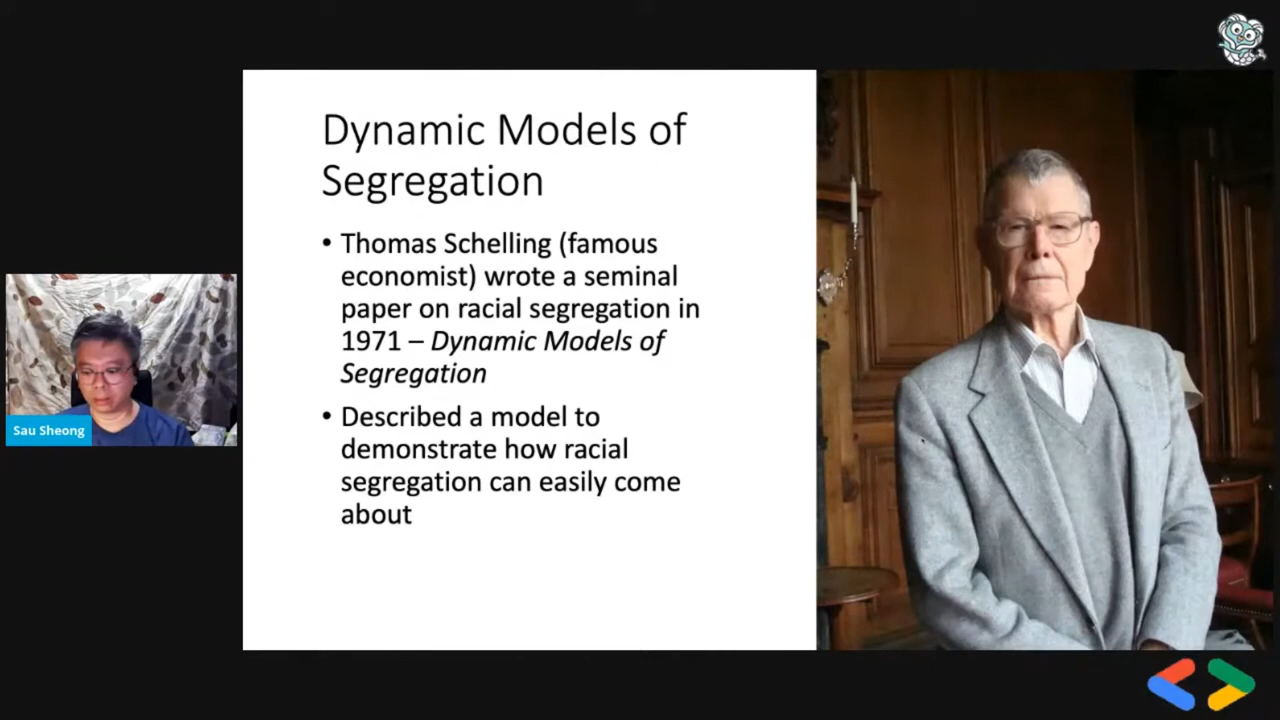 Dynamic Models of
Segregation
• Thomas Schelling (famous
economist) wrote a seminal
paper on racial segregation in
1971 – Dynamic Models of
Segregation
• Described a model to
demonstrate how racial
segregation can easily come
about
Sau Sheong